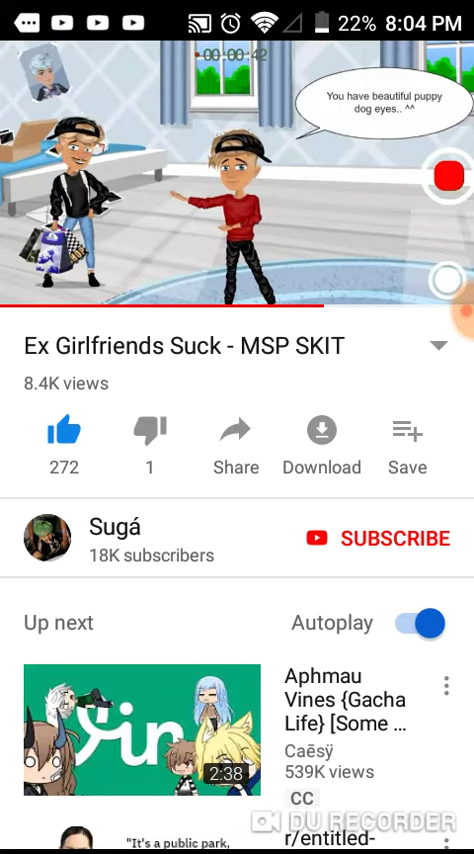 22% 8:04 PM
00:00:42
You have beautiful puppy
dog eyes.. ^^
Ex Girlfriends Suck - MSP SKIT
8.4K views
272
1
Share
Download
Save
Sugá
18K subscribers
SUBSCRIBE
Up next
Autoplay
Aphmau
Vines {Gacha
Life} [Some ...
Caēsÿ
539K views
CC
2:38
DU RECORDER
"It's a public park,
r/entitled-